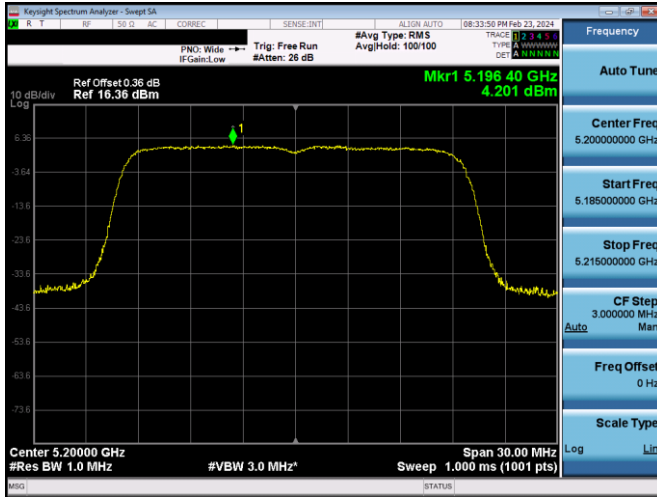 Keysight Spectrum Analyzer - Swept SA
R T RF 50 Ω AC CORREC SENSE:INT ALIGN AUTO 08:33:50 PM Feb 23, 2024
PNO: Wide
IFGain:Low
Trig: Free Run
#Atten: 26 dB
#Avg Type: RMS
Avg|Hold: 100/100
TRACE 1 2 3 4 5 6
TYPE A WWWWW
DET A N N N N N
Mkr1 5.196 40 GHz
4.201 dBm
Ref Offset 0.36 dB
10 dB/div Ref 16.36 dBm
Log
1
6.36
-3.64
-13.6
-23.6
-33.6
-43.6
-53.6
-63.6
-73.6
Center 5.20000 GHz Span 30.00 MHz
#Res BW 1.0 MHz #VBW 3.0 MHz* Sweep 1.000 ms (1001 pts)
MSG STATUS
Frequency
Auto Tune
Center Freq
5.200000000 GHz
Start Freq
5.185000000 GHz
Stop Freq
5.215000000 GHz
CF Step
3.000000 MHz
Auto Man
Freq Offset
0 Hz
Scale Type
Log Lin